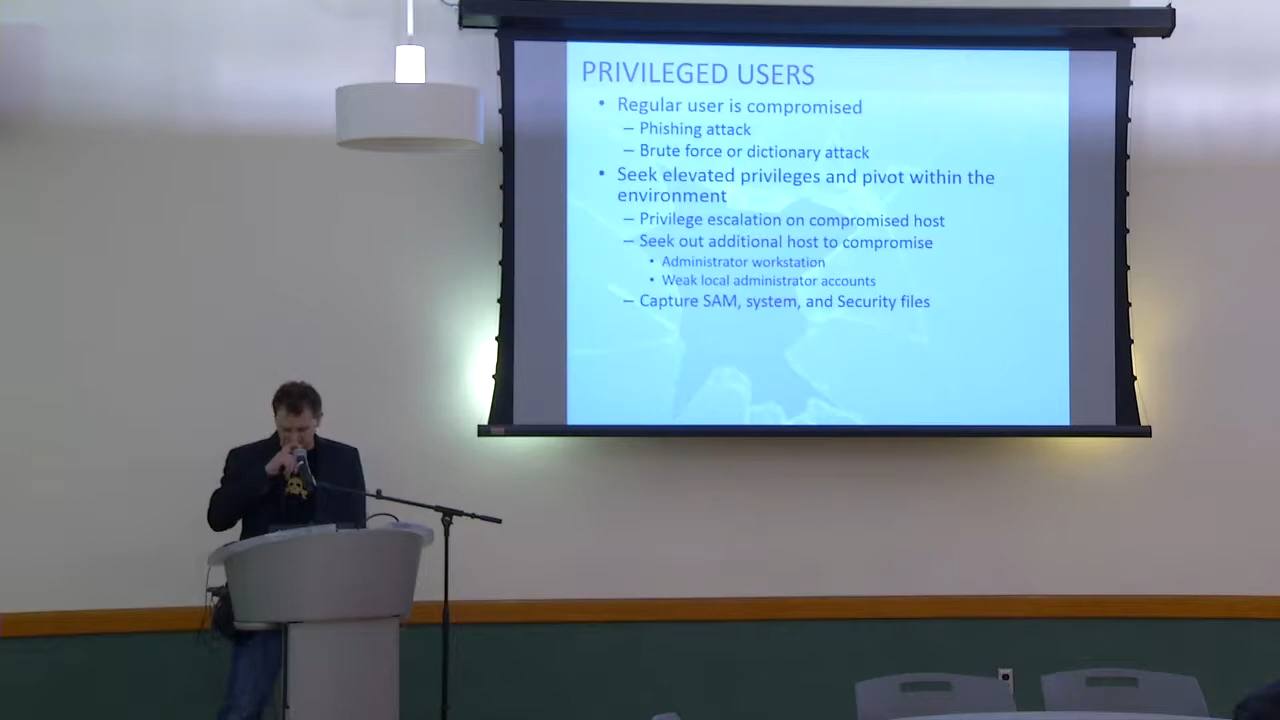 PRIVILEGED USERS
• Regular user is compromised
– Phishing attack
– Brute force or dictionary attack
• Seek elevated privileges and pivot within the
environment
– Privilege escalation on compromised host
– Seek out additional host to compromise
• Administrator workstation
• Weak local administrator accounts
– Capture SAM, system, and Security files